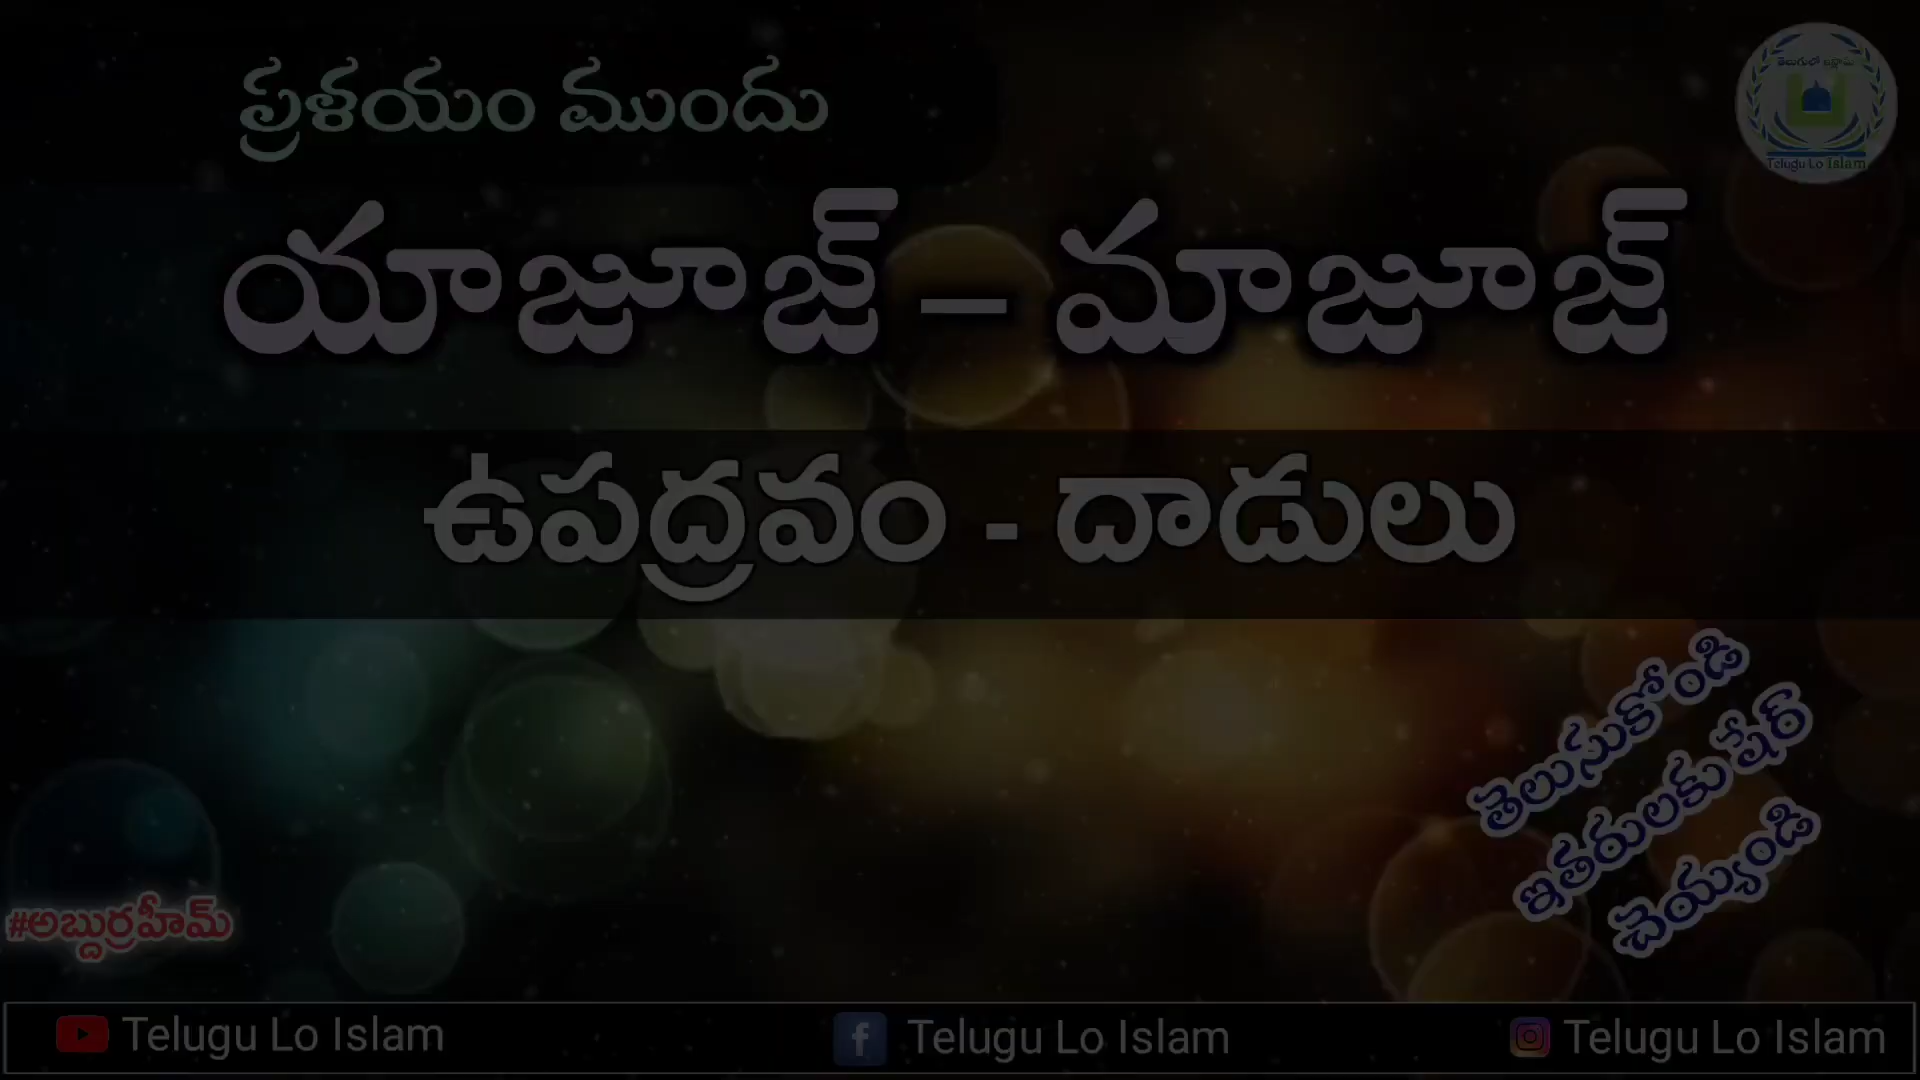 ప్రళయం ముందు
తెలుగులో ఇస్లామ్
Telugu Lo Islam
యాజూజ్ – మాజూజ్
ఉపద్రవం - దాడులు
తెలుసుకోండి
ఇతరులకు షేర్
చెయ్యండి
#అబ్దుర్రహీమ్
Telugu Lo Islam
Telugu Lo Islam
Telugu Lo Islam